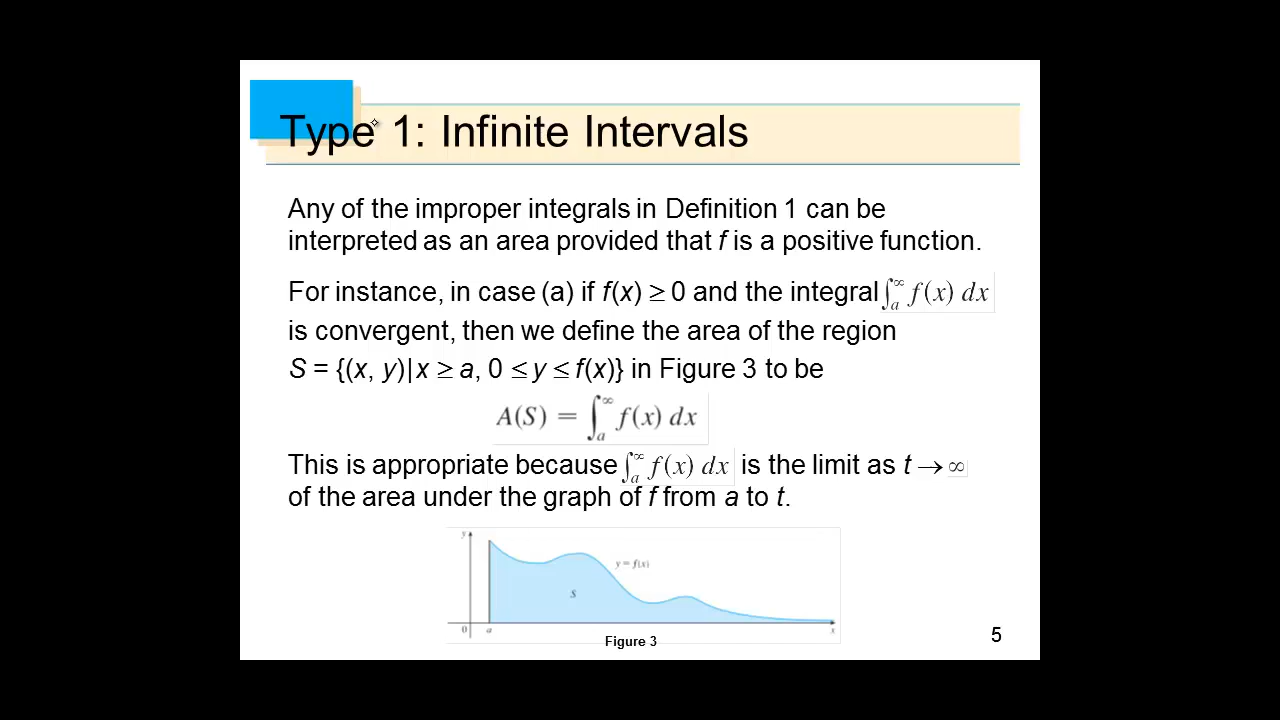 Type 1: Infinite Intervals
Any of the improper integrals in Definition 1 can be
interpreted as an area provided that f is a positive function.
For instance, in case (a) if f(x) ≥ 0 and the integral ∫ₐ^∞ f(x) dx
is convergent, then we define the area of the region
S = {(x, y)|x ≥ a, 0 ≤ y ≤ f(x)} in Figure 3 to be
A(S) = ∫ₐ^∞ f(x) dx
This is appropriate because ∫ₐ^∞ f(x) dx is the limit as t → ∞
of the area under the graph of f from a to t.
y
y = f(x)
S
0 a x
Figure 3
5